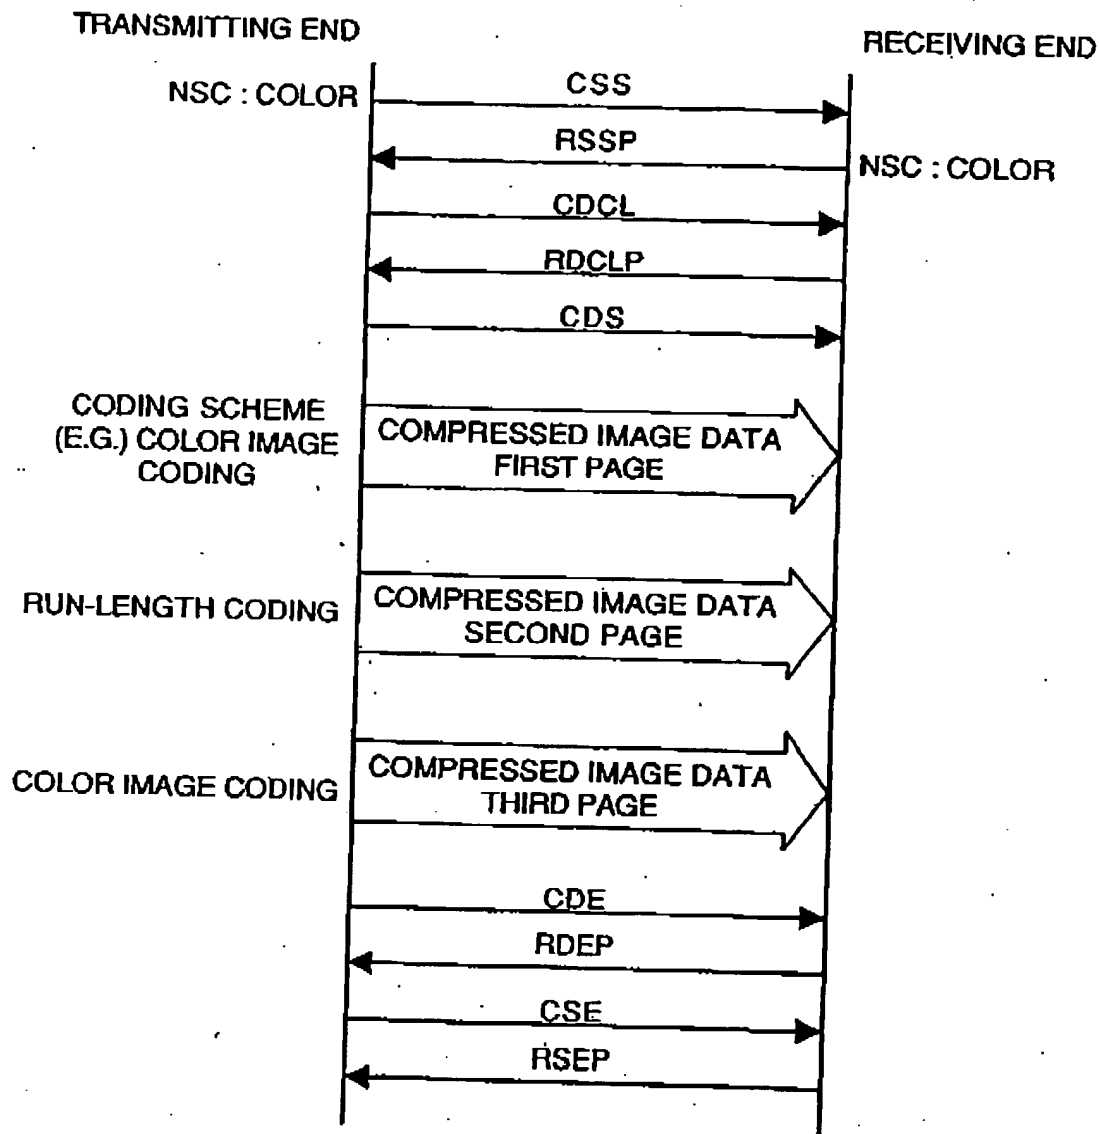 TRANSMITTING END
RECEIVING END
NSC : COLOR
CSS
RSSP
NSC : COLOR
CDCL
RDCLP
CDS
CODING SCHEME
(E.G.) COLOR IMAGE
CODING
COMPRESSED IMAGE DATA
FIRST PAGE
RUN-LENGTH CODING
COMPRESSED IMAGE DATA
SECOND PAGE
COLOR IMAGE CODING
COMPRESSED IMAGE DATA
THIRD PAGE
CDE
RDEP
CSE
RSEP